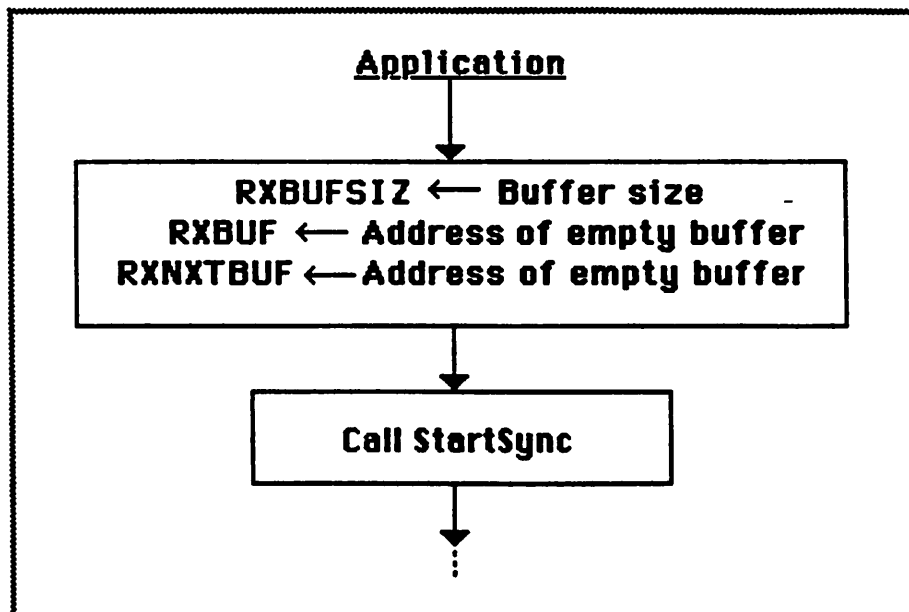 Application
RXBUFSIZ ← Buffer size
RXBUF ← Address of empty buffer
RXNXTBUF ← Address of empty buffer
Call StartSync